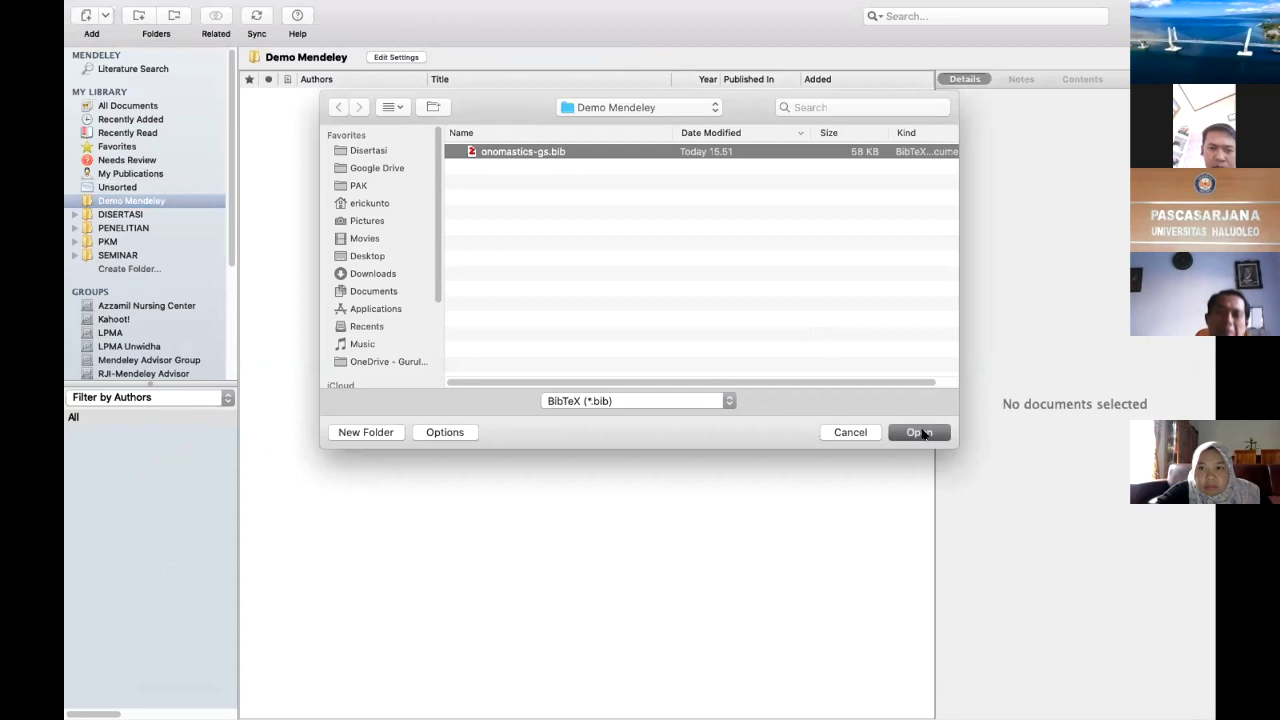 Search...
Add
Folders
Related
Sync
Help
MENDELEY
Literature Search
MY LIBRARY
All Documents
Recently Added
Recently Read
Favorites
Needs Review
My Publications
Unsorted
Demo Mendeley
DISERTASI
PENELITIAN
PKM
SEMINAR
Create Folder...
GROUPS
Azzamil Nursing Center
Kahoot!
LPMA
LPMA Unwidha
Mendeley Advisor Group
RJI-Mendeley Advisor
Filter by Authors
All
Demo Mendeley
Edit Settings
Authors
Title
Year
Published In
Added
Details
Notes
Contents
Demo Mendeley
Search
Favorites
Disertasi
Google Drive
PAK
erickunto
Pictures
Movies
Desktop
Downloads
Documents
Applications
Recents
Music
OneDrive - Gurul...
iCloud
Name
Date Modified
Size
Kind
onomastics-gs.bib
Today 15.51
58 KB
BibTeX...cume
BibTeX (*.bib)
New Folder
Options
Cancel
Open
No documents selected
PASCASARJANA
UNIVERSITAS HALUOLEO